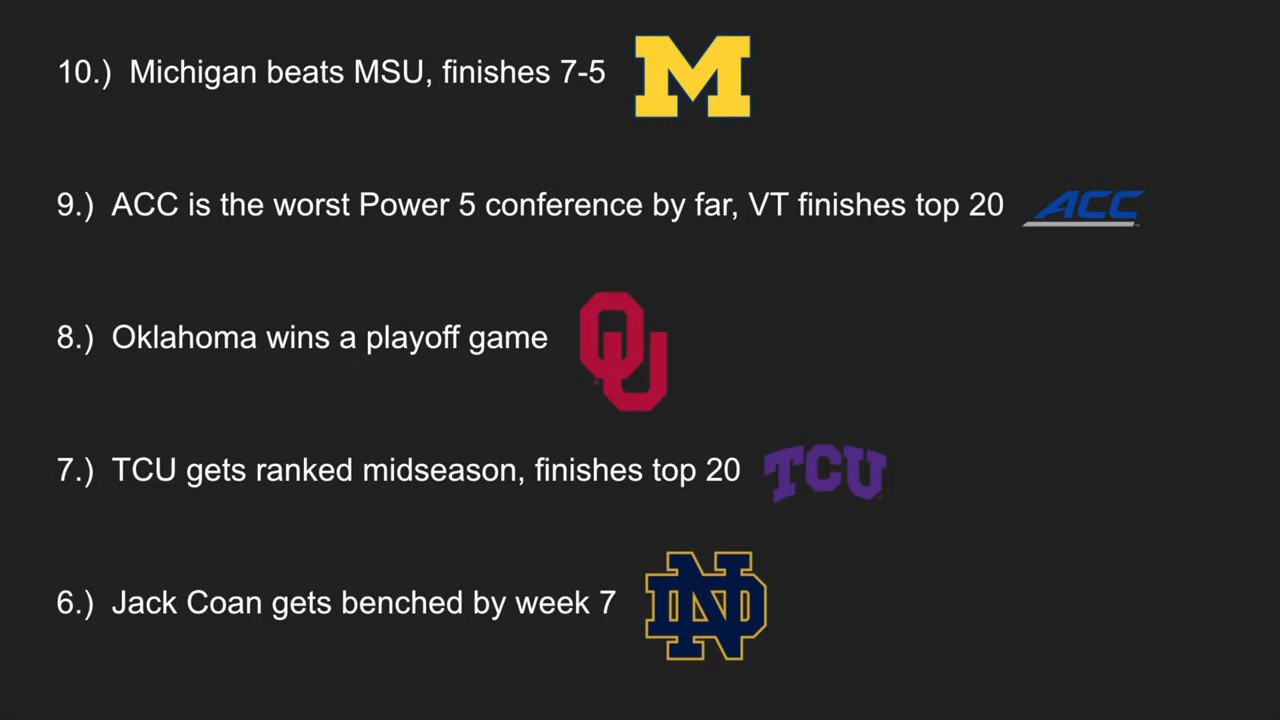 10.) Michigan beats MSU, finishes 7-5 M
9.) ACC is the worst Power 5 conference by far, VT finishes top 20 ACC
8.) Oklahoma wins a playoff game OU
7.) TCU gets ranked midseason, finishes top 20 TCU
6.) Jack Coan gets benched by week 7 ND